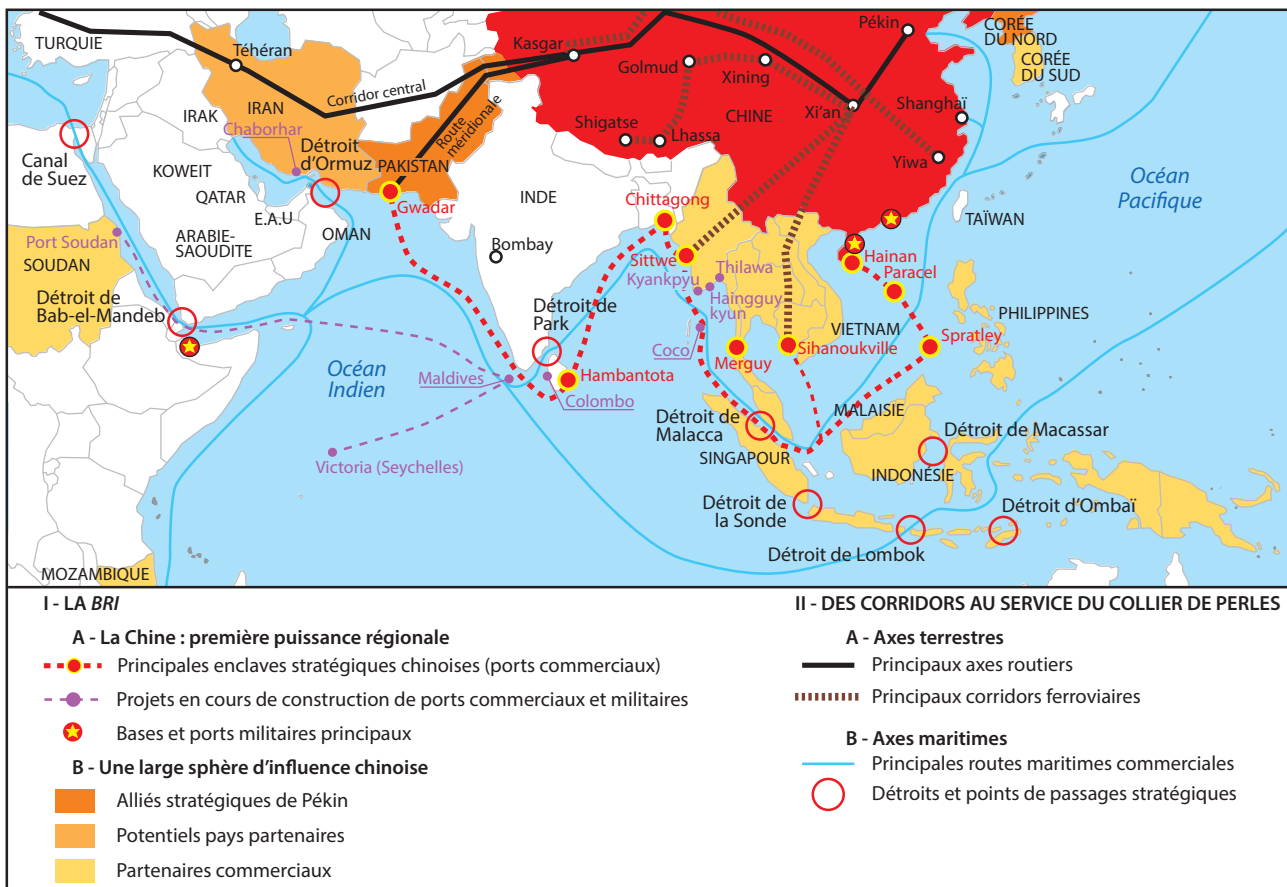 TURQUIE
Téhéran
Kasgar
Pékin
CORÉE
DU NORD
CORÉE
DU SUD
Golmud
Xining
Corridor central
IRAN
IRAK
Chaborhar
Shigatse
Lhassa
CHINE
Xi'an
Shanghaï
Yiwa
Canal
de Suez
KOWEIT
Détroit
d'Ormuz
PAKISTAN
Route
méridionale
QATAR
E.A.U
ARABIE-
SAOUDITE
OMAN
Gwadar
INDE
Chittagong
TAÏWAN
Océan
Pacifique
Port Soudan
SOUDAN
Bombay
Sittwe
Kyankpyu
Thilawa
Haingguy
kyun
Hainan
Paracel
Détroit de
Bab-el-Mandeb
Détroit de
Park
VIETNAM
PHILIPPINES
Coco
Merguy
Sihanoukville
Spratley
Océan
Indien
Maldives
Hambantota
Colombo
Détroit de
Malacca
MALAISIE
Détroit de Macassar
SINGAPOUR
INDONÉSIE
Victoria (Seychelles)
Détroit de
la Sonde
Détroit d'Ombaï
Détroit de Lombok
MOZAMBIQUE
I - LA BRI
A - La Chine : première puissance régionale
Principales enclaves stratégiques chinoises (ports commerciaux)
Projets en cours de construction de ports commerciaux et militaires
Bases et ports militaires principaux
B - Une large sphère d'influence chinoise
Alliés stratégiques de Pékin
Potentiels pays partenaires
Partenaires commerciaux
II - DES CORRIDORS AU SERVICE DU COLLIER DE PERLES
A - Axes terrestres
Principaux axes routiers
Principaux corridors ferroviaires
B - Axes maritimes
Principales routes maritimes commerciales
Détroits et points de passages stratégiques